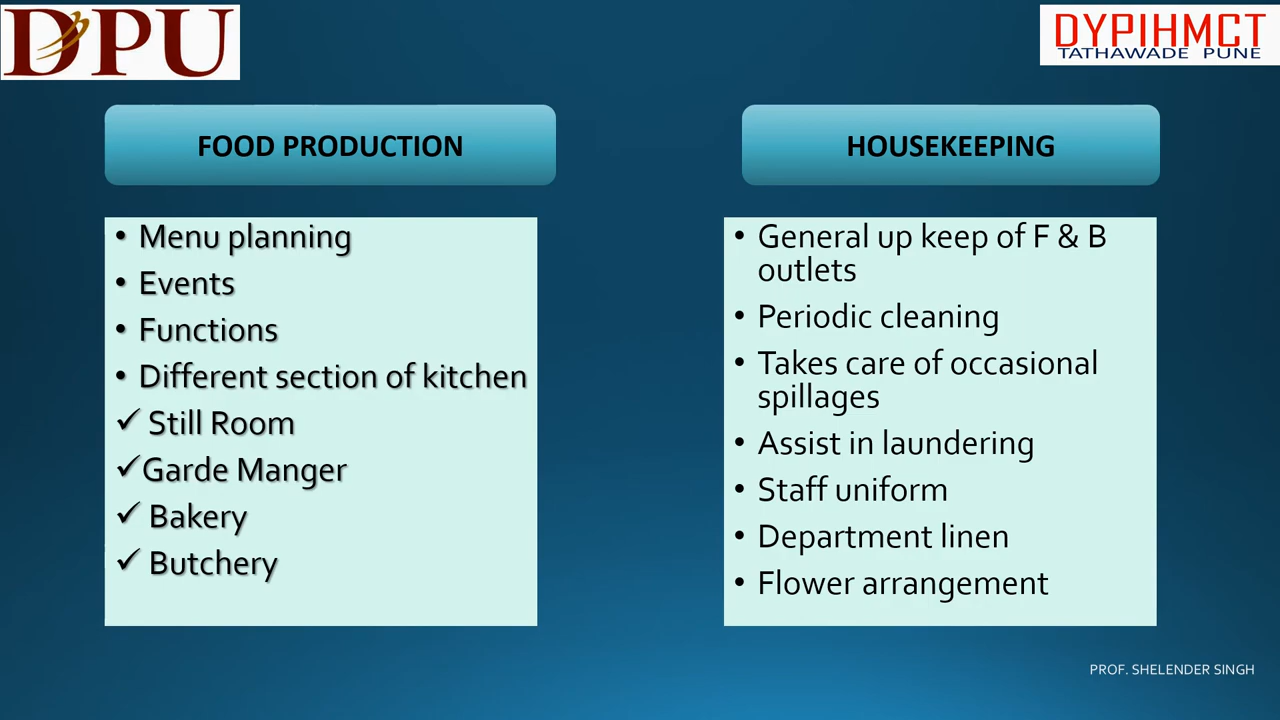 DPU
DYPIHMCT
TATHAWADE PUNE
FOOD PRODUCTION
• Menu planning
• Events
• Functions
• Different section of kitchen
✓ Still Room
✓Garde Manger
✓ Bakery
✓ Butchery
HOUSEKEEPING
• General up keep of F & B
outlets
• Periodic cleaning
• Takes care of occasional
spillages
• Assist in laundering
• Staff uniform
• Department linen
• Flower arrangement
PROF. SHELENDER SINGH